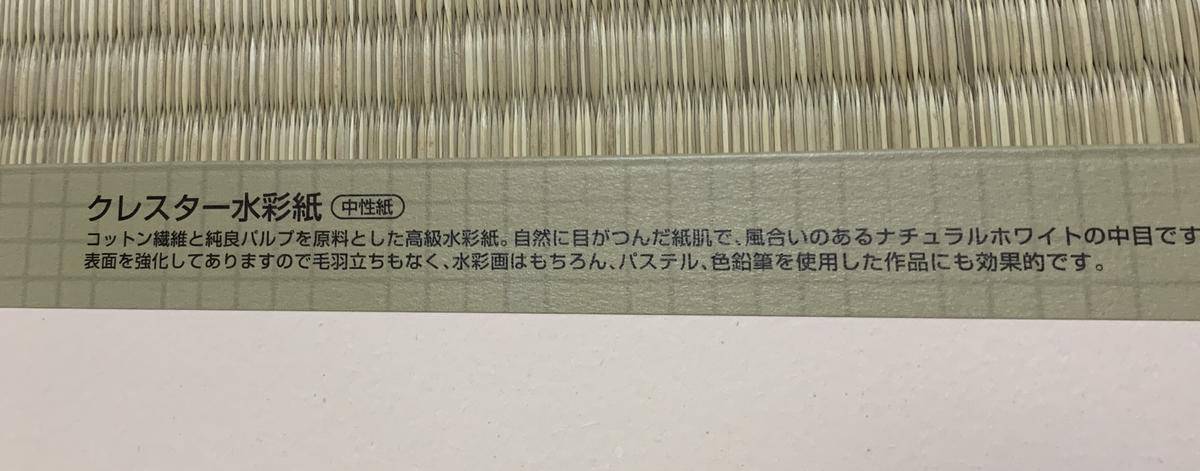 クレスター水彩紙 中性紙
コットン繊維と純良パルプを原料とした高級水彩紙。自然に目がつんだ紙肌で、風合いのあるナチュラルホワイトの中目です
表面を強化してありますので毛羽立ちもなく、水彩画はもちろん、パステル、色鉛筆を使用した作品にも効果的です。